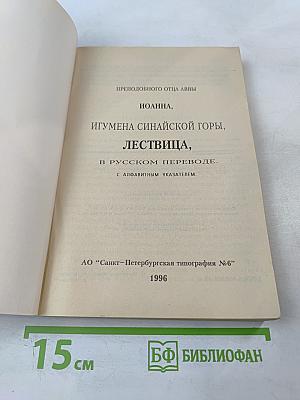 ПРЕПОДОБНОГО ОТЦА АВВЫ
ИОАННА,
ИГУМЕНА СИНАЙСКОЙ ГОРЫ,
ЛЕСТВИЦА,
В РУССКОМ ПЕРЕВОДЕ.
С АЛФАВИТНЫМ УКАЗАТЕЛЕМ.
АО "Санкт-Петербургская типография №6"
1996
15 см
БФ БИБЛИОФАН